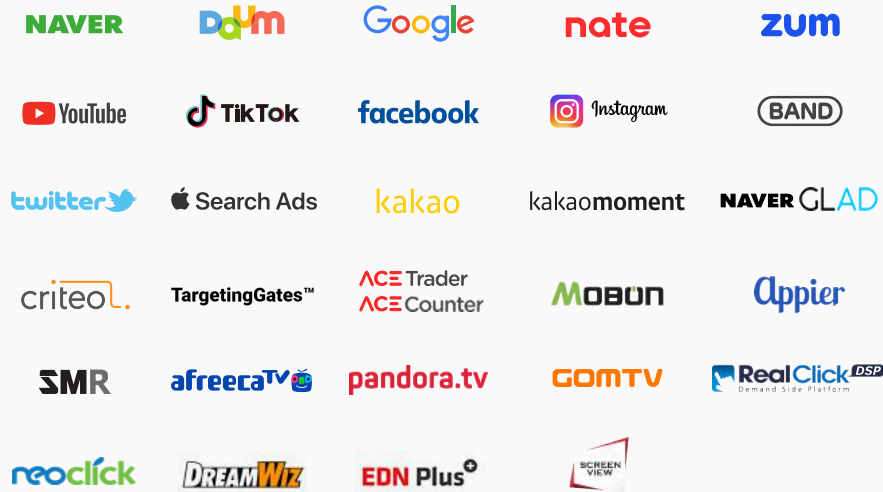 NAVER
Daum
Google
nate
zum
YouTube
TikTok
facebook
Instagram
BAND
twitter
Search Ads
kakao
kakaomoment
NAVER GLAD
criteo
TargetingGates™
ACE Trader
ACE Counter
MOBON
Appier
SMR
afreecaTV
pandora.tv
GOMTV
RealClick DSP
Demand Side Platform
neoclick
DREAMWIZ
EDN Plus+
SCREEN
VIEW